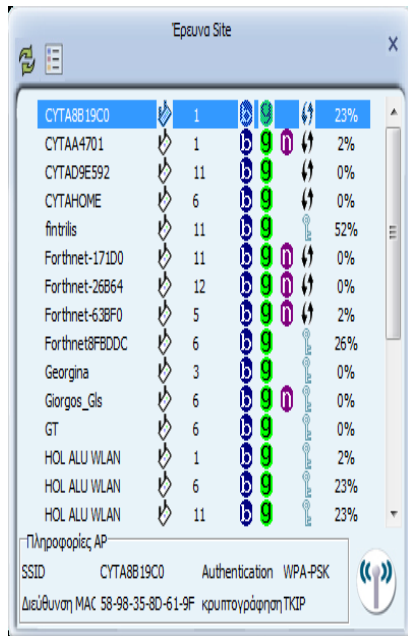 Έρευνα Site
CYTA8B19C0 1 b g 23%
CYTAA4701 1 b g n 2%
CYTAD9E592 11 b g 0%
CYTAHOME 6 b g 0%
fintrilis 11 b g 52%
Forthnet-171D0 11 b g n 0%
Forthnet-26B64 12 b g n 0%
Forthnet-63BF0 5 b g n 2%
Forthnet8FBDDC 6 b g 26%
Georgina 3 b g 0%
Giorgos_Gls 6 b g n 0%
GT 6 b g 0%
HOL ALU WLAN 1 b g 2%
HOL ALU WLAN 6 b g 23%
HOL ALU WLAN 11 b g 23%
Πληροφορίες AP
SSID CYTA8B19C0 Authentication WPA-PSK
Διεύθυνση MAC 58-98-35-8D-61-9F κρυπτογράφηση TKIP